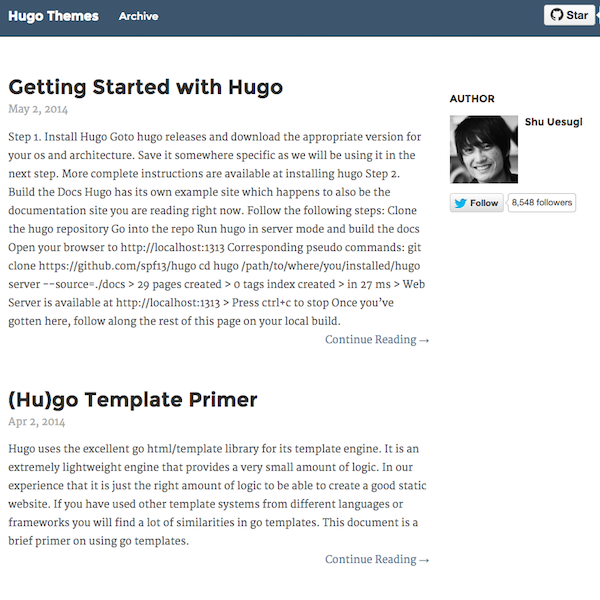 Hugo Themes Archive Star
Getting Started with Hugo
May 2, 2014
Step 1. Install Hugo Goto hugo releases and download the appropriate version for
your os and architecture. Save it somewhere specific as we will be using it in the
next step. More complete instructions are available at installing hugo Step 2.
Build the Docs Hugo has its own example site which happens to also be the
documentation site you are reading right now. Follow the following steps: Clone
the hugo repository Go into the repo Run hugo in server mode and build the docs
Open your browser to http://localhost:1313 Corresponding pseudo commands: git
clone https://github.com/spf13/hugo cd hugo /path/to/where/you/installed/hugo
server --source=./docs > 29 pages created > 0 tags index created > in 27 ms > Web
Server is available at http://localhost:1313 > Press ctrl+c to stop Once you’ve
gotten here, follow along the rest of this page on your local build.
Continue Reading →
(Hu)go Template Primer
Apr 2, 2014
Hugo uses the excellent go html/template library for its template engine. It is an
extremely lightweight engine that provides a very small amount of logic. In our
experience that it is just the right amount of logic to be able to create a good static
website. If you have used other template systems from different languages or
frameworks you will find a lot of similarities in go templates. This document is a
brief primer on using go templates.
Continue Reading →
AUTHOR
Shu Uesugi
Follow 8,548 followers